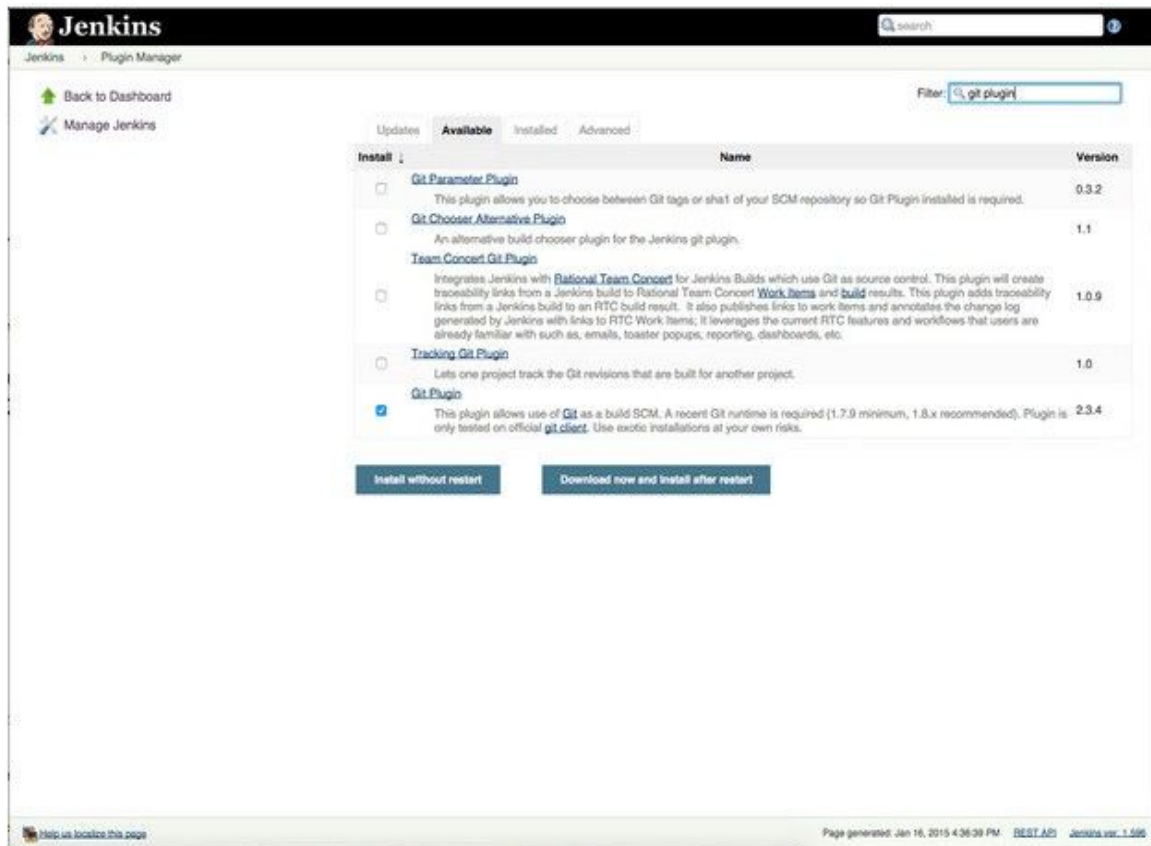 Jenkins
search
Jenkins › Plugin Manager
Back to Dashboard
Manage Jenkins
Filter: git plugin
Updates Available Installed Advanced
Install ↓ Name Version
Git Parameter Plugin
This plugin allows you to choose between Git tags or sha1 of your SCM repository so Git Plugin installed is required.
0.3.2
Git Chooser Alternative Plugin
An alternative build chooser plugin for the Jenkins git plugin.
1.1
Team Concert Git Plugin
Integrates Jenkins with Rational Team Concert for Jenkins Builds which use Git as source control. This plugin will create
traceability links from a Jenkins build to Rational Team Concert Work Items and build results. This plugin adds traceability
links from a Jenkins build to an RTC build result. It also publishes links to work items and annotates the change log
generated by Jenkins with links to RTC Work Items; it leverages the current RTC features and workflows that users are
already familiar with such as, emails, toaster popups, reporting, dashboards, etc.
1.0.9
Tracking Git Plugin
Lets one project track the Git revisions that are built for another project.
1.0
Git Plugin
This plugin allows use of Git as a build SCM. A recent Git runtime is required (1.7.9 minimum, 1.8.x recommended). Plugin is
only tested on official git client. Use exotic installations at your own risks.
2.3.4
Install without restart
Download now and install after restart
Help us localize this page
Page generated: Jan 16, 2015 4:36:39 PM REST API Jenkins ver. 1.596